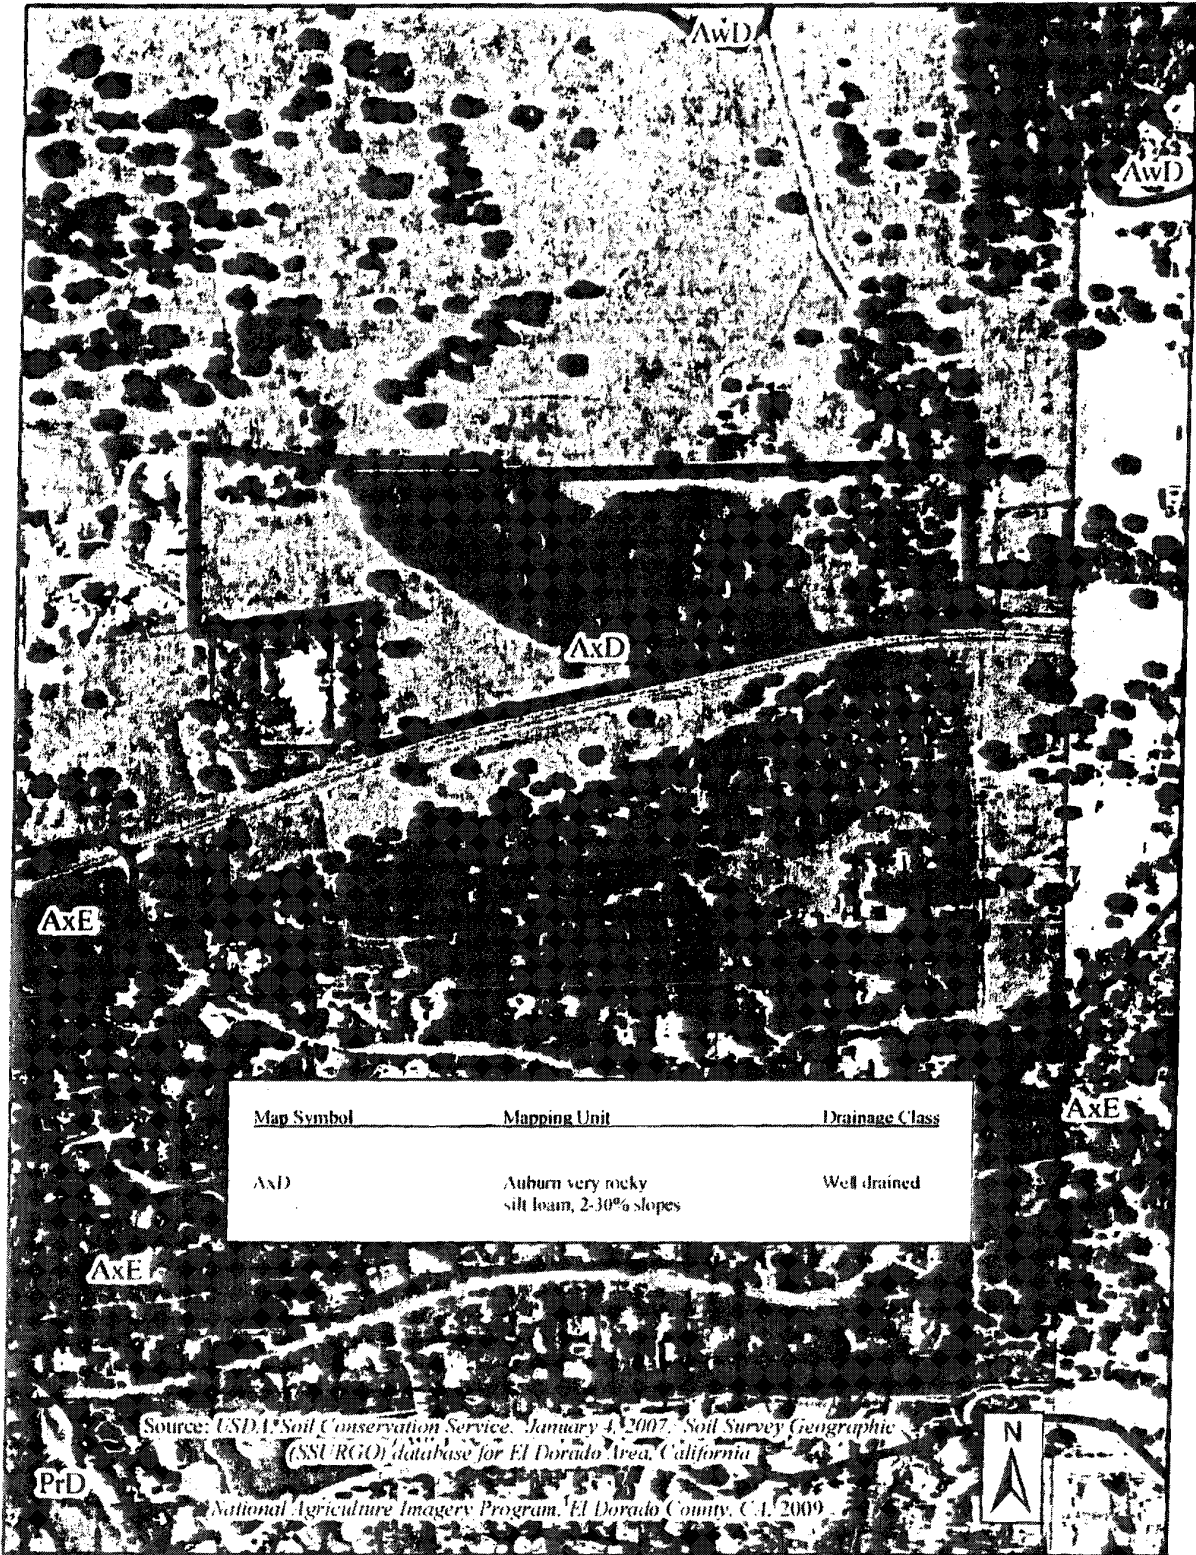 AwD
AwD
AxD
AxE
AxE
Map Symbol Mapping Unit Drainage Class
AxD Auburn very rocky Well drained
silt loam, 2-30% slopes
AxE
Source: USDA, Soil Conservation Service. January 4, 2007. Soil Survey Geographic
(SSURGO) database for El Dorado Area, California
N
PrD
National Agriculture Imagery Program, El Dorado County, CA, 2009